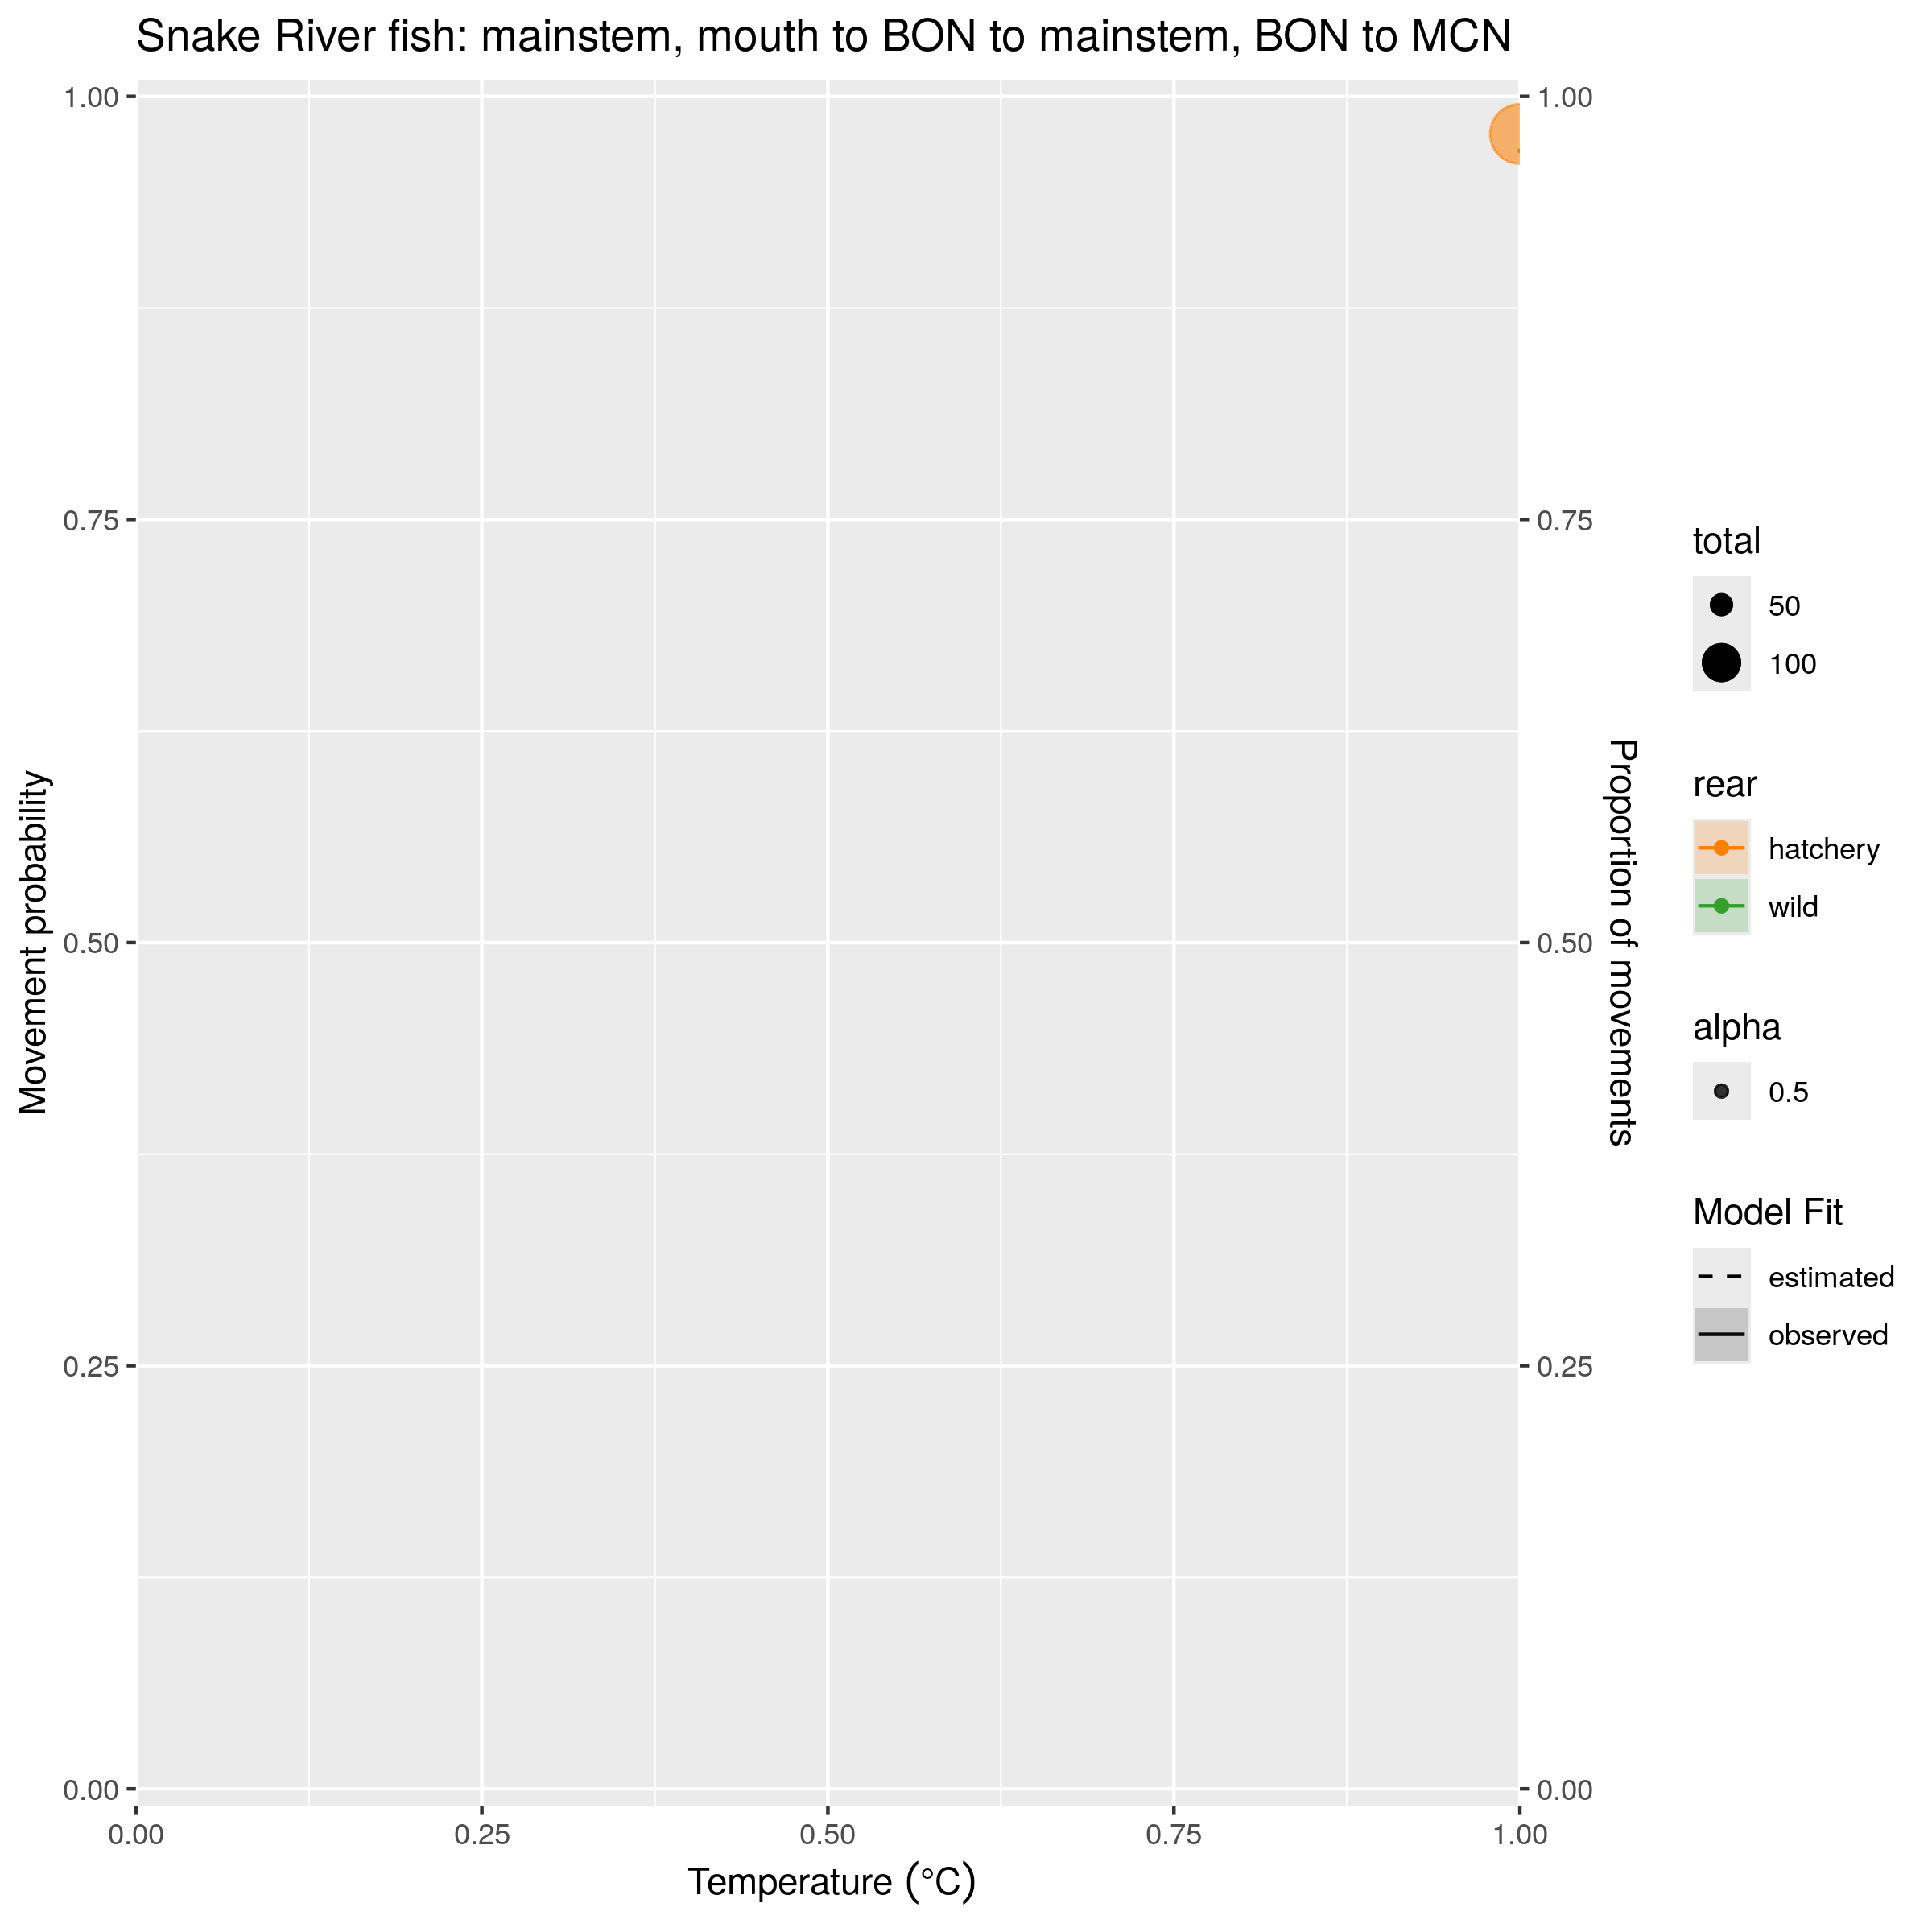 Snake River fish: mainstem, mouth to BON to mainstem, BON to MCN
Movement probability
1.00
0.75
0.50
0.25
0.00
1.00
0.75
0.50
0.25
0.00
Proportion of movements
0.00
0.25
0.50
0.75
1.00
Temperature (°C)
total
50
100
rear
hatchery
wild
alpha
0.5
Model Fit
estimated
observed